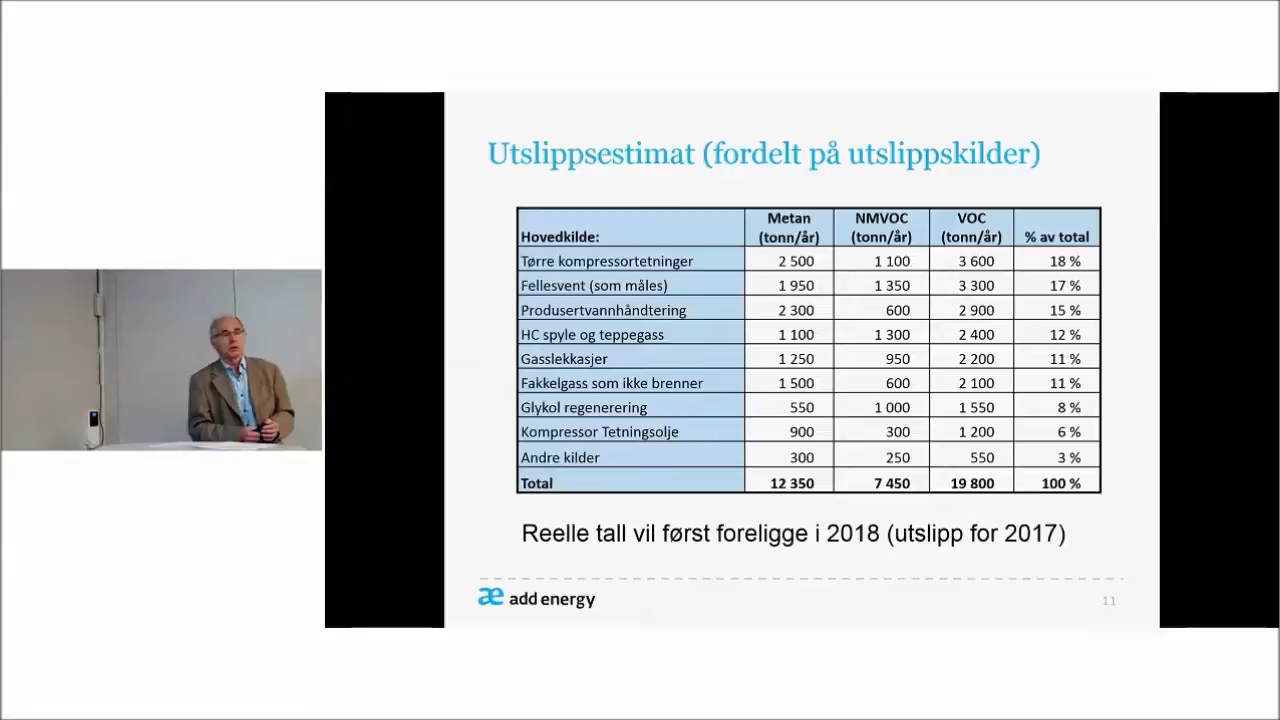 Utslippsestimat (fordelt på utslippskilder)
Hovedkilde: Metan (tonn/år) NMVOC (tonn/år) VOC (tonn/år) % av total
Tørre kompressortetninger 2 500 1 100 3 600 18 %
Fellesvent (som måles) 1 950 1 350 3 300 17 %
Produsertvannhåndtering 2 300 600 2 900 15 %
HC spyle og teppegass 1 100 1 300 2 400 12 %
Gasslekkasjer 1 250 950 2 200 11 %
Fakkelgass som ikke brenner 1 500 600 2 100 11 %
Glykol regenerering 550 1 000 1 550 8 %
Kompressor Tetningsolje 900 300 1 200 6 %
Andre kilder 300 250 550 3 %
Total 12 350 7 450 19 800 100 %
Reelle tall vil først foreligge i 2018 (utslipp for 2017)
æ add energy
11